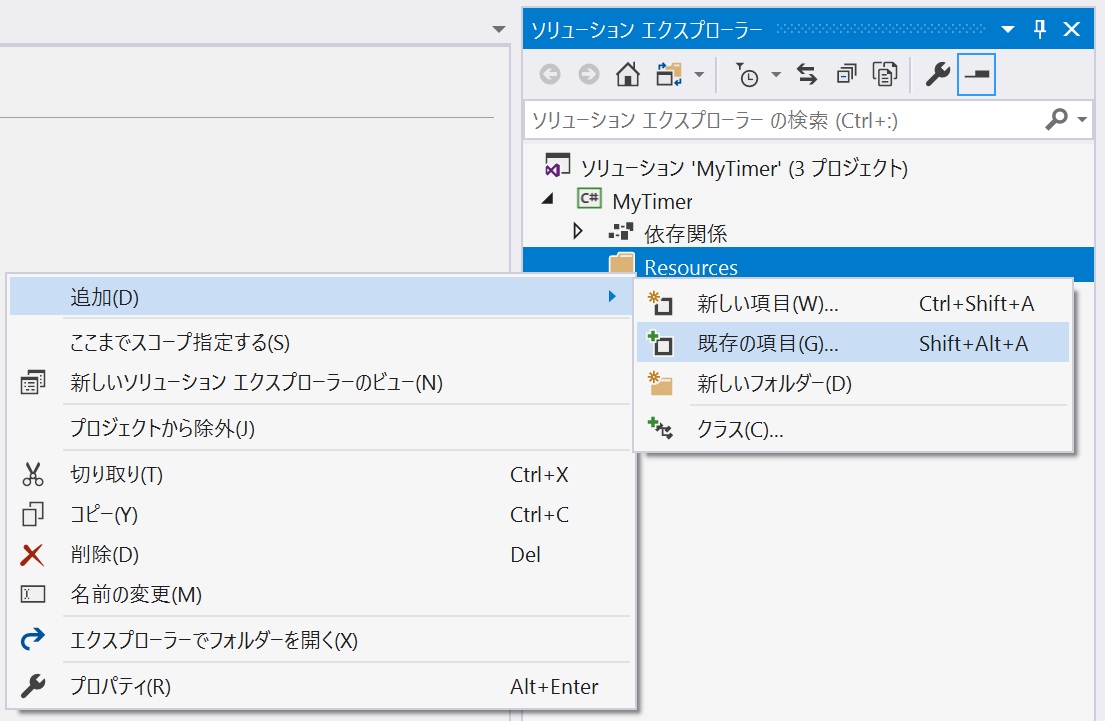 ソリューション エクスプローラー
ソリューション エクスプローラー の検索 (Ctrl+:)
ソリューション 'MyTimer' (3 プロジェクト)
C# MyTimer
依存関係
Resources
追加(D)
ここまでスコープ指定する(S)
新しいソリューション エクスプローラーのビュー(N)
プロジェクトから除外(J)
切り取り(T) Ctrl+X
コピー(Y) Ctrl+C
削除(D) Del
名前の変更(M)
エクスプローラーでフォルダーを開く(X)
プロパティ(R) Alt+Enter
新しい項目(W)... Ctrl+Shift+A
既存の項目(G)... Shift+Alt+A
新しいフォルダー(D)
クラス(C)...